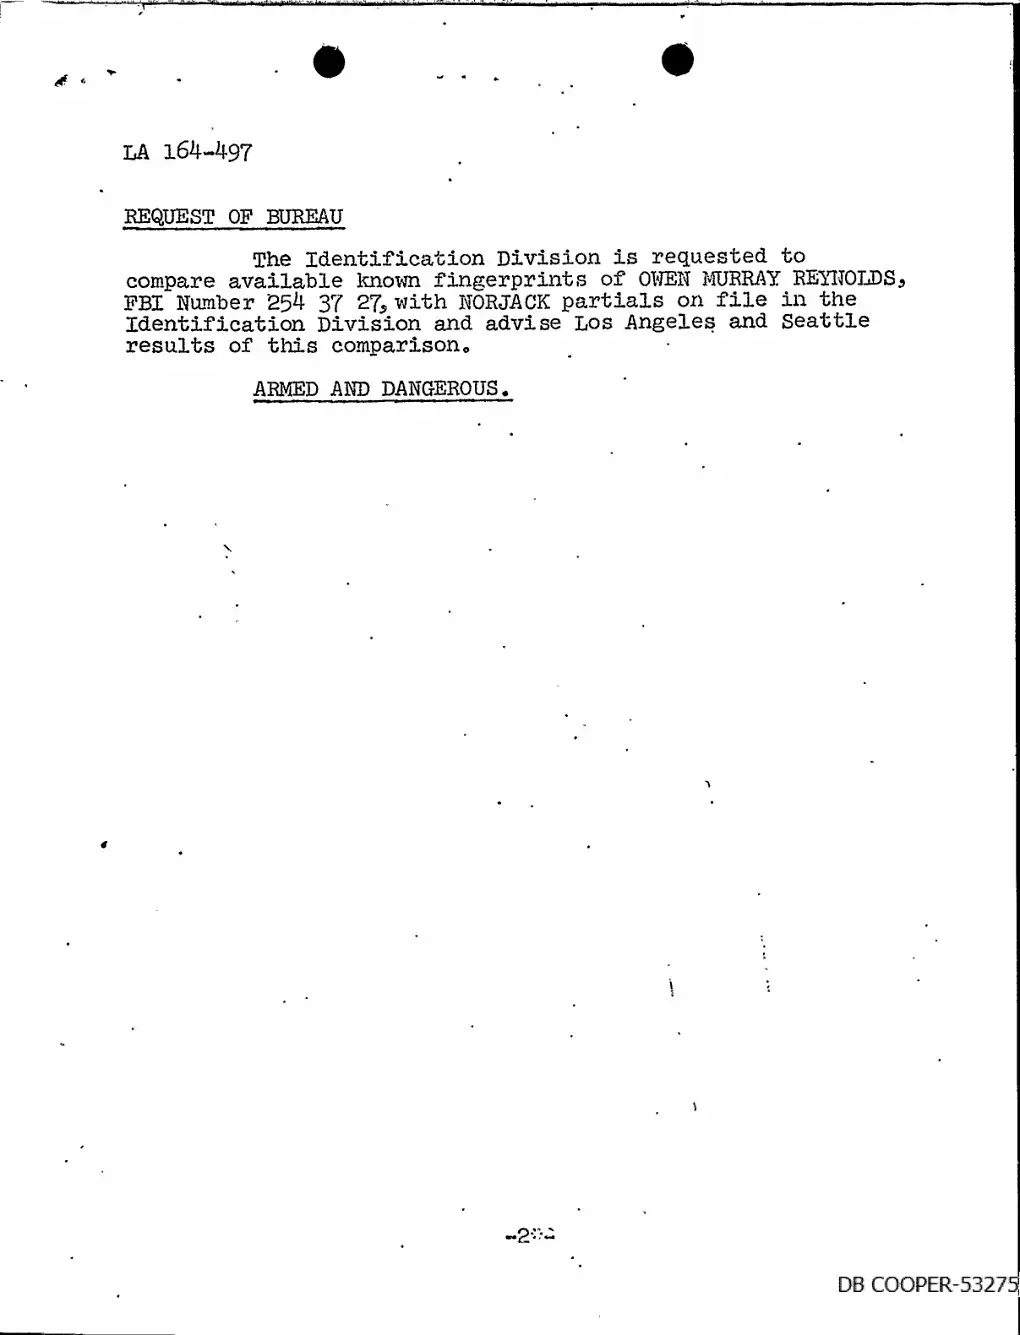 LA 164-497
REQUEST OF BUREAU
The Identification Division is requested to
compare available known fingerprints of OWEN MURRAY REYNOLDS,
FBI Number 254 37 27, with NORJACK partials on file in the
Identification Division and advise Los Angeles and Seattle
results of this comparison.
ARMED AND DANGEROUS.
DB COOPER-53275